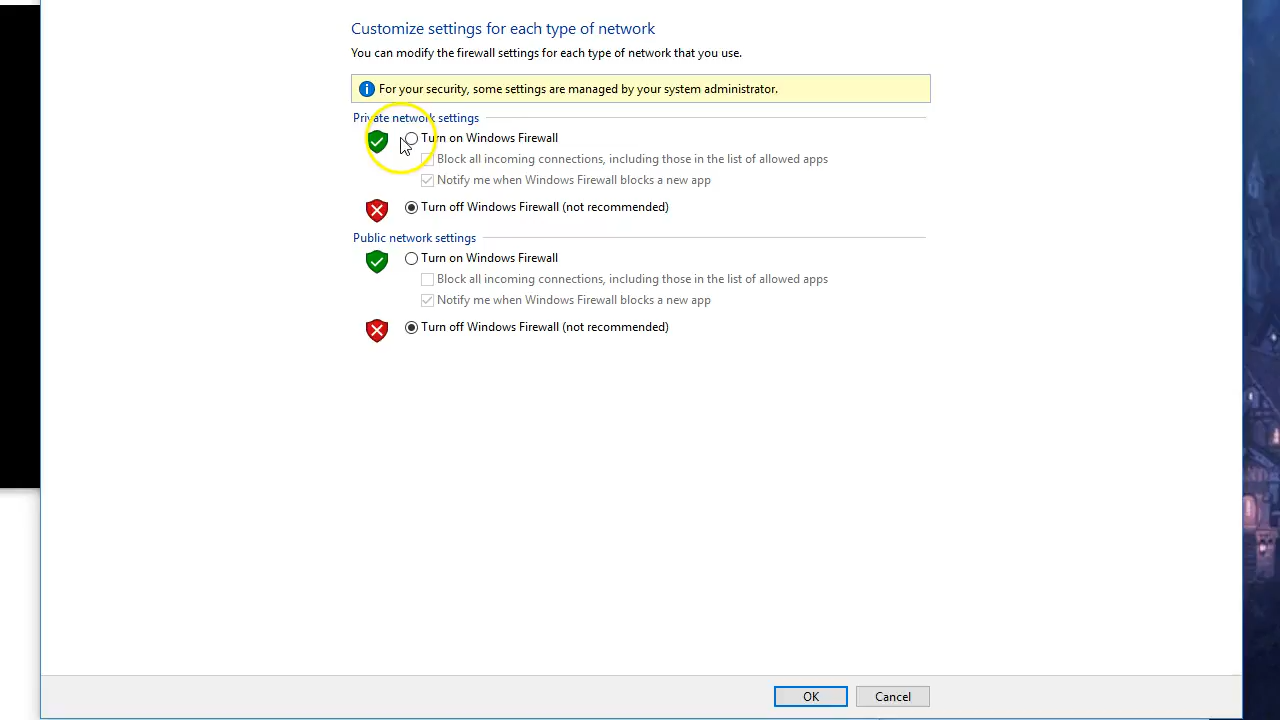 Customize settings for each type of network
You can modify the firewall settings for each type of network that you use.
For your security, some settings are managed by your system administrator.
Private network settings
Turn on Windows Firewall
Block all incoming connections, including those in the list of allowed apps
Notify me when Windows Firewall blocks a new app
Turn off Windows Firewall (not recommended)
Public network settings
Turn on Windows Firewall
Block all incoming connections, including those in the list of allowed apps
Notify me when Windows Firewall blocks a new app
Turn off Windows Firewall (not recommended)
OK
Cancel